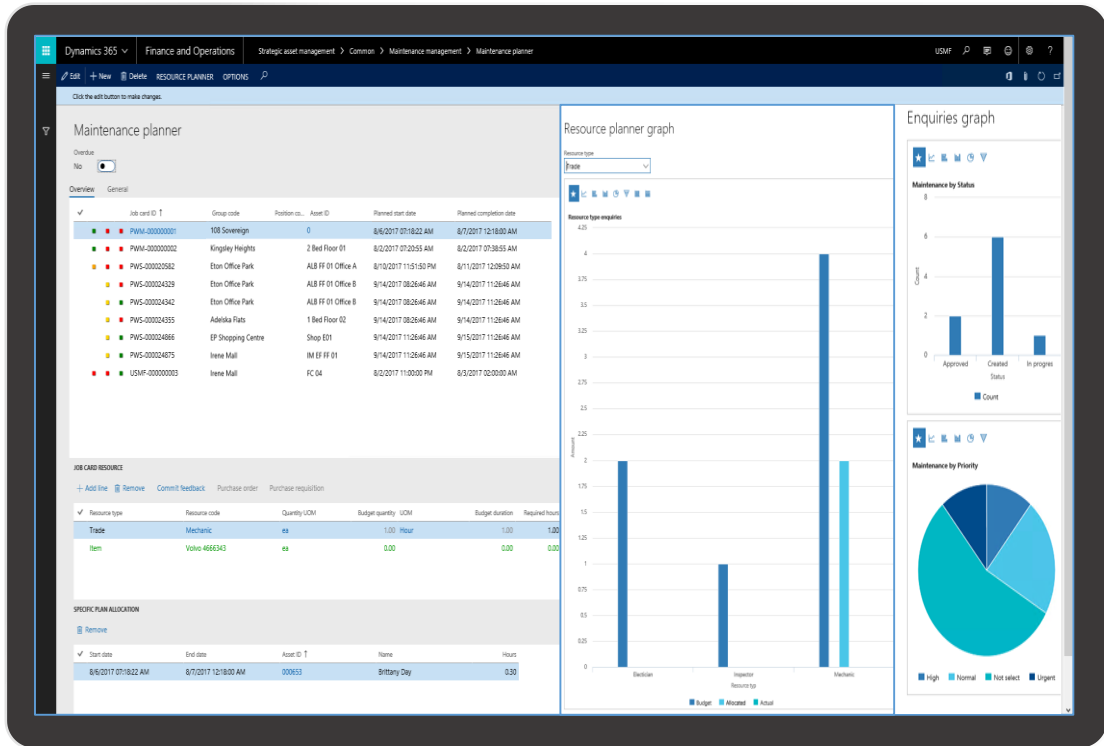 Dynamics 365 Finance and Operations Strategic asset management > Common > Maintenance management > Maintenance planner USMF ?
Edit + New Delete RESOURCE PLANNER OPTIONS
Click the edit button to make changes.
Maintenance planner
Overdue
No
Overview General
Job card ID ↑ Group code Position co... Asset ID Planned start date Planned completion date
PWM-000000001 108 Sovereign 0 8/6/2017 07:18:22 AM 8/7/2017 12:18:00 AM
PWM-000000002 Kingsley Heights 2 Bed Floor 01 8/2/2017 07:20:55 AM 8/2/2017 07:38:55 AM
PWS-000020582 Eton Office Park ALB FF 01 Office A 8/10/2017 11:51:50 PM 8/11/2017 12:09:50 AM
PWS-000024329 Eton Office Park ALB FF 01 Office B 9/14/2017 08:26:46 AM 9/14/2017 11:26:46 AM
PWS-000024342 Eton Office Park ALB FF 01 Office B 9/14/2017 08:26:46 AM 9/14/2017 11:26:46 AM
PWS-000024355 Adelska Flats 1 Bed Floor 02 9/14/2017 08:26:46 AM 9/14/2017 11:26:46 AM
PWS-000024866 EP Shopping Centre Shop E01 9/14/2017 11:26:46 AM 9/15/2017 11:26:46 AM
PWS-000024875 Irene Mall IM EF FF 01 9/14/2017 11:26:46 AM 9/15/2017 11:26:46 AM
USMF-000000003 Irene Mall FC 04 8/2/2017 11:00:00 PM 8/3/2017 02:00:00 AM
JOB CARD RESOURCE
+ Add line Remove Commit feedback Purchase order Purchase requisition
Resource type Resource code Quantity UOM Budget quantity UOM Budget duration Required hours
Trade Mechanic ea 1.00 Hour 1.00 1.00
Item Volvo 4666343 ea 0.00 0.00 0.00
SPECIFIC PLAN ALLOCATION
Remove
Start date End date Asset ID ↑ Name Hours
8/6/2017 07:18:22 AM 8/7/2017 12:18:00 AM 000653 Brittany Day 0.30
Resource planner graph
Resource type
Trade
Resource type enquiries
4.25
4
3.5
3.25
3
2.75
2.5
2.25
2
1.75
1.5
1.25
1
0.75
0.5
0.25
0
Amount
Electician Inspector Mechanic
Resource typ
Budget Allocated Actual
Enquiries graph
Maintenance by Status
8
6
4
2
0
Count
Approved Created In progres
Status
Count
Maintenance by Priority
High Normal Not select Urgent